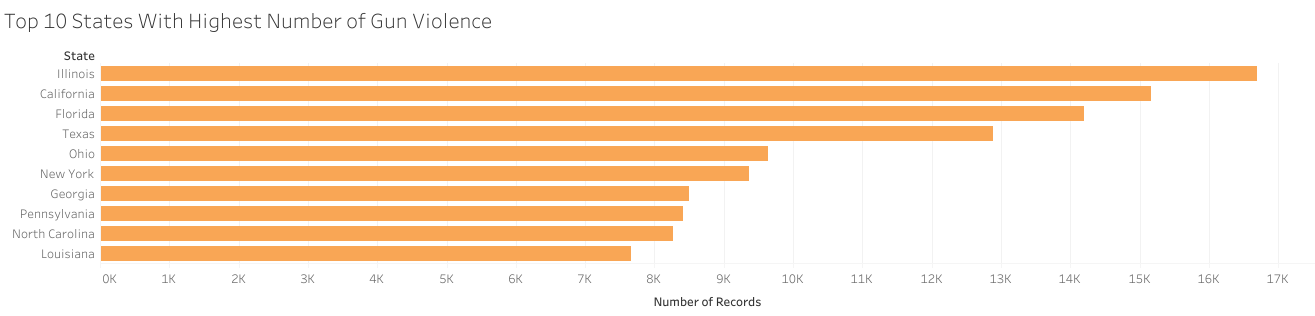 Top 10 States With Highest Number of Gun Violence
State
Illinois
California
Florida
Texas
Ohio
New York
Georgia
Pennsylvania
North Carolina
Louisiana
0K 1K 2K 3K 4K 5K 6K 7K 8K 9K 10K 11K 12K 13K 14K 15K 16K 17K
Number of Records